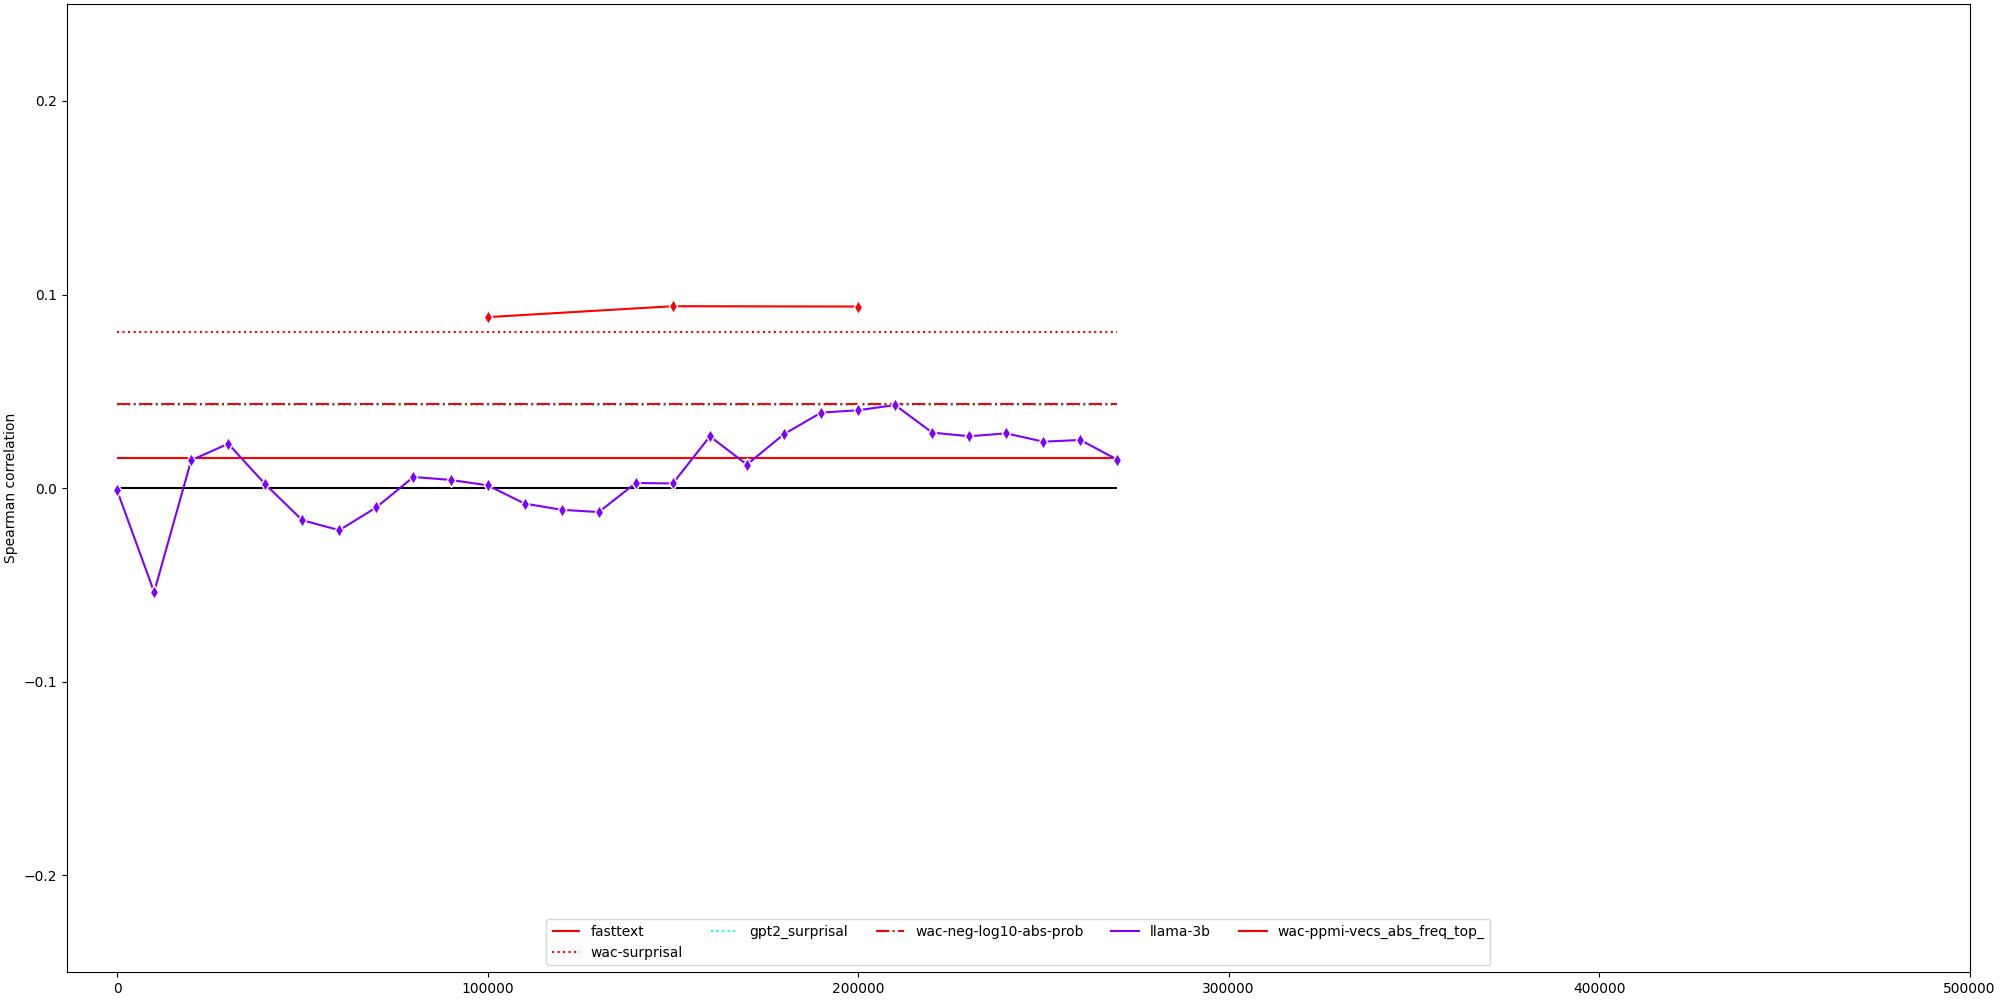 0.2
0.1
0.0
−0.1
−0.2
Spearman correlation
fasttext gpt2_surprisal wac-neg-log10-abs-prob llama-3b wac-ppmi-vecs_abs_freq_top_
wac-surprisal
0 100000 200000 300000 400000 500000